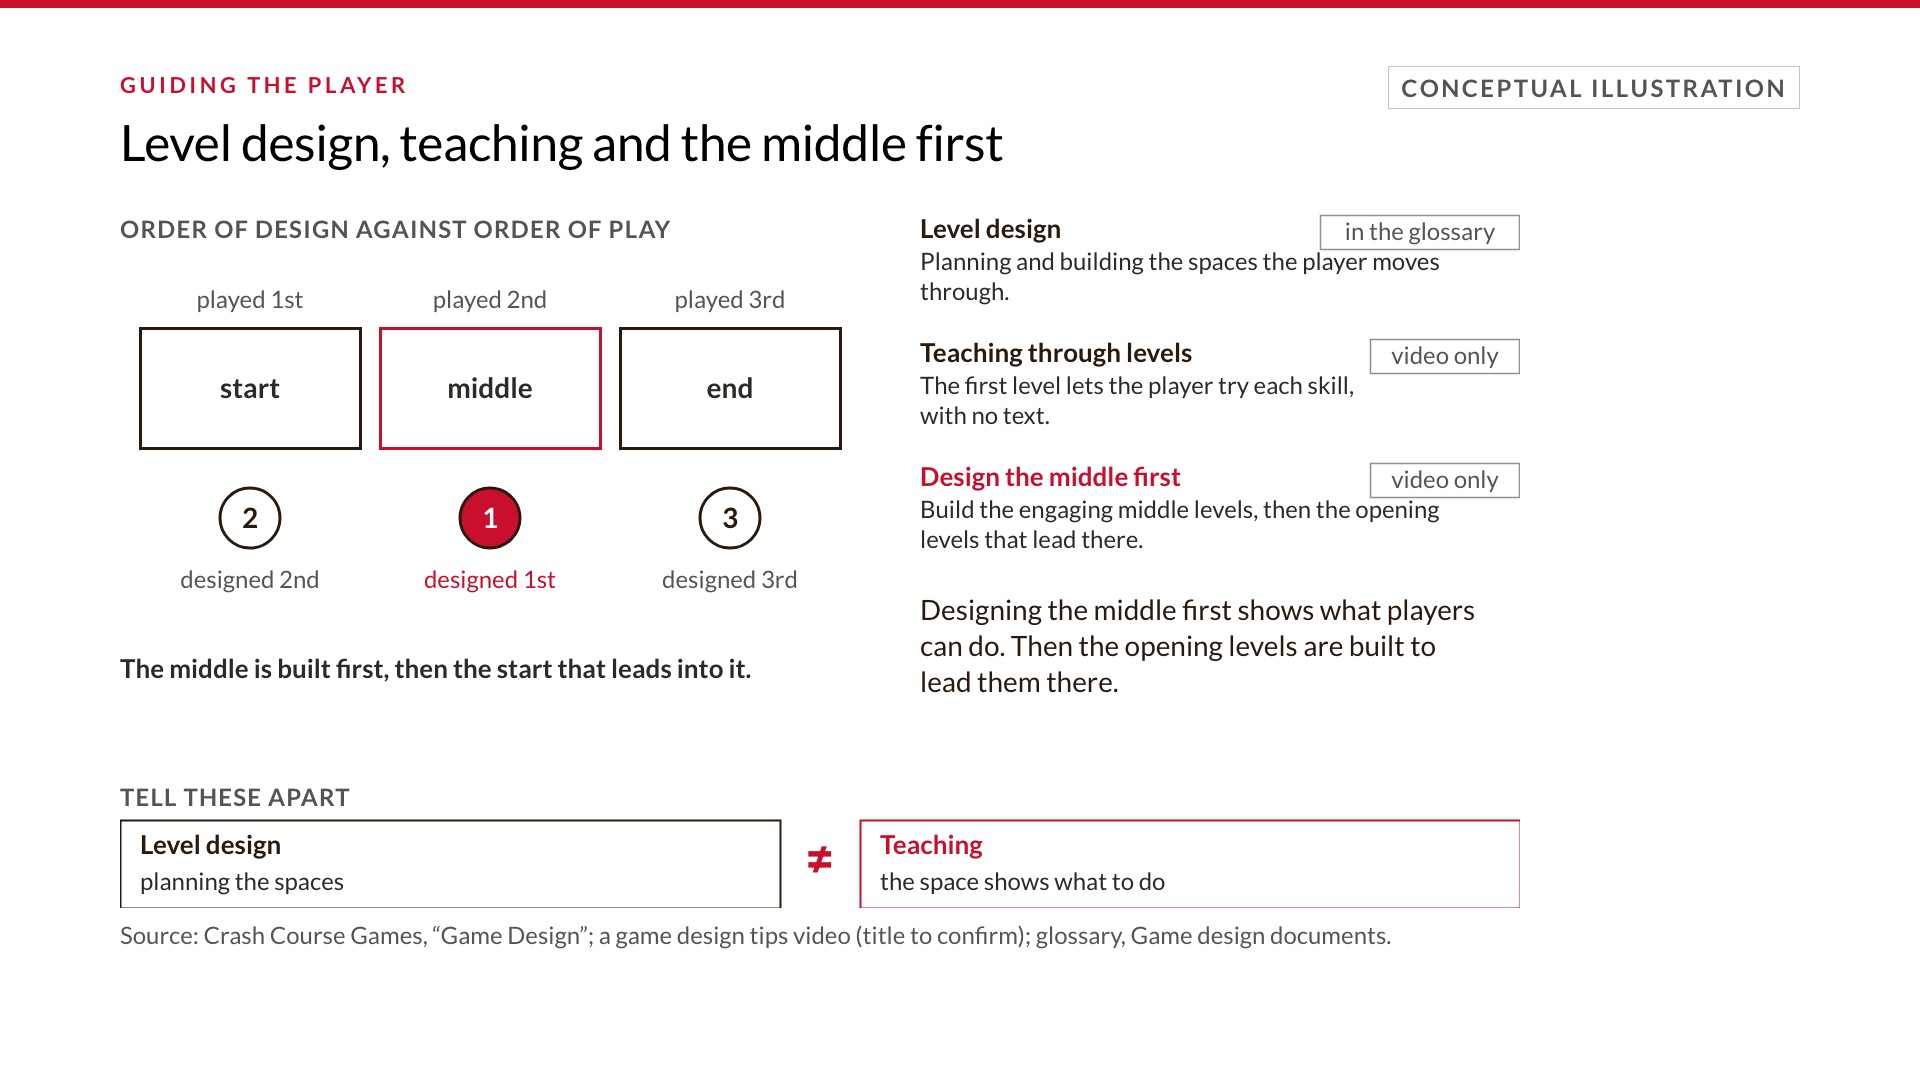 GUIDING THE PLAYER
CONCEPTUAL ILLUSTRATION
Level design, teaching and the middle first
ORDER OF DESIGN AGAINST ORDER OF PLAY
played 1st
played 2nd
played 3rd
start
middle
end
2
1
3
designed 2nd
designed 1st
designed 3rd
The middle is built first, then the start that leads into it.
Level design
in the glossary
Planning and building the spaces the player moves
through.
Teaching through levels
video only
The first level lets the player try each skill,
with no text.
Design the middle first
video only
Build the engaging middle levels, then the opening
levels that lead there.
Designing the middle first shows what players
can do. Then the opening levels are built to
lead them there.
TELL THESE APART
Level design
planning the spaces
≠
Teaching
the space shows what to do
Source: Crash Course Games, “Game Design”; a game design tips video (title to confirm); glossary, Game design documents.